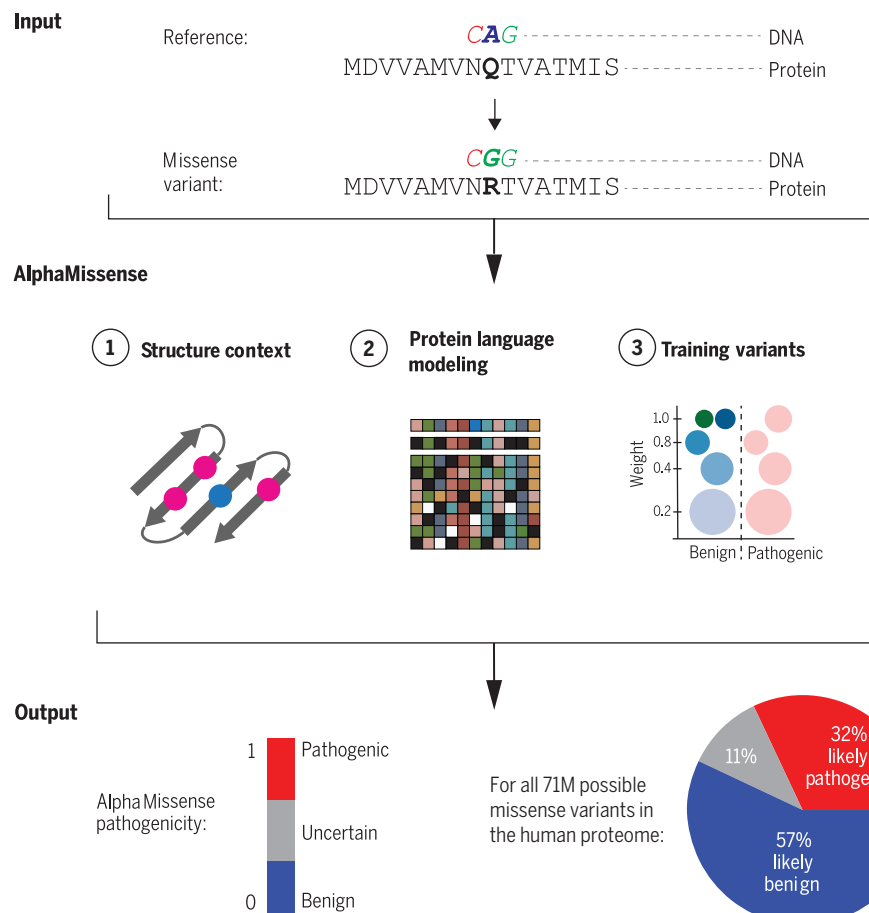 Input
Reference:
CAG
DNA
MDVVAMVNQTVATMIS
Protein
Missense
variant:
CGG
DNA
MDVVAMVNRTVATMIS
Protein
AlphaMissense
1 Structure context
2 Protein language
modeling
3 Training variants
Weight
1.0
0.8
0.4
0.2
Benign Pathogenic
Output
AlphaMissense
pathogenicity:
1 Pathogenic
Uncertain
0 Benign
For all 71M possible
missense variants in
the human proteome:
11%
32%
likely
pathoge
57%
likely
benign